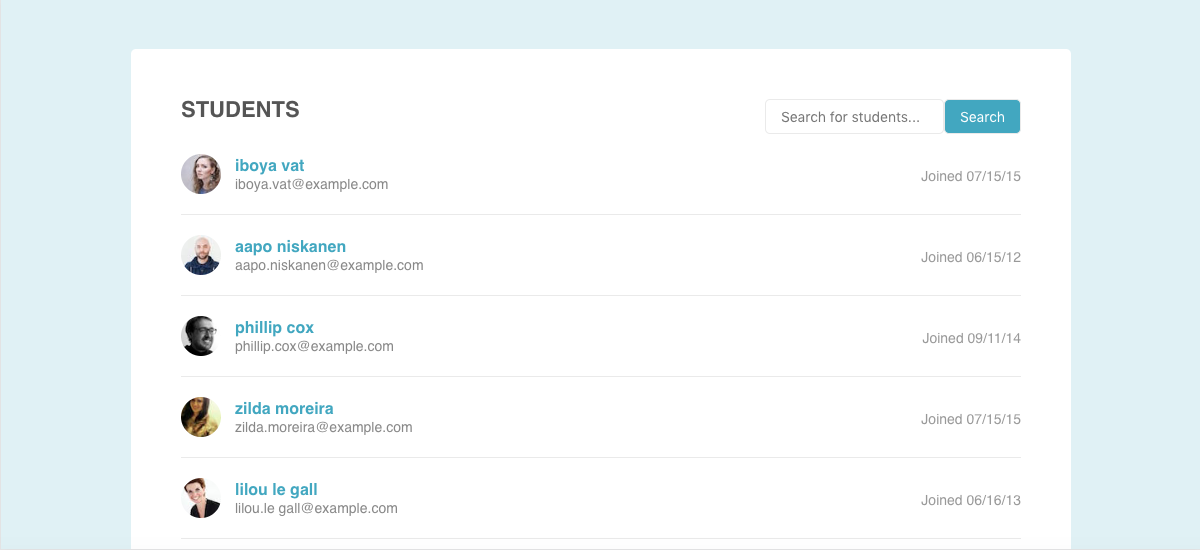 STUDENTS
Search for students...
Search
iboya vat
iboya.vat@example.com
Joined 07/15/15
aapo niskanen
aapo.niskanen@example.com
Joined 06/15/12
phillip cox
phillip.cox@example.com
Joined 09/11/14
zilda moreira
zilda.moreira@example.com
Joined 07/15/15
lilou le gall
lilou.le gall@example.com
Joined 06/16/13